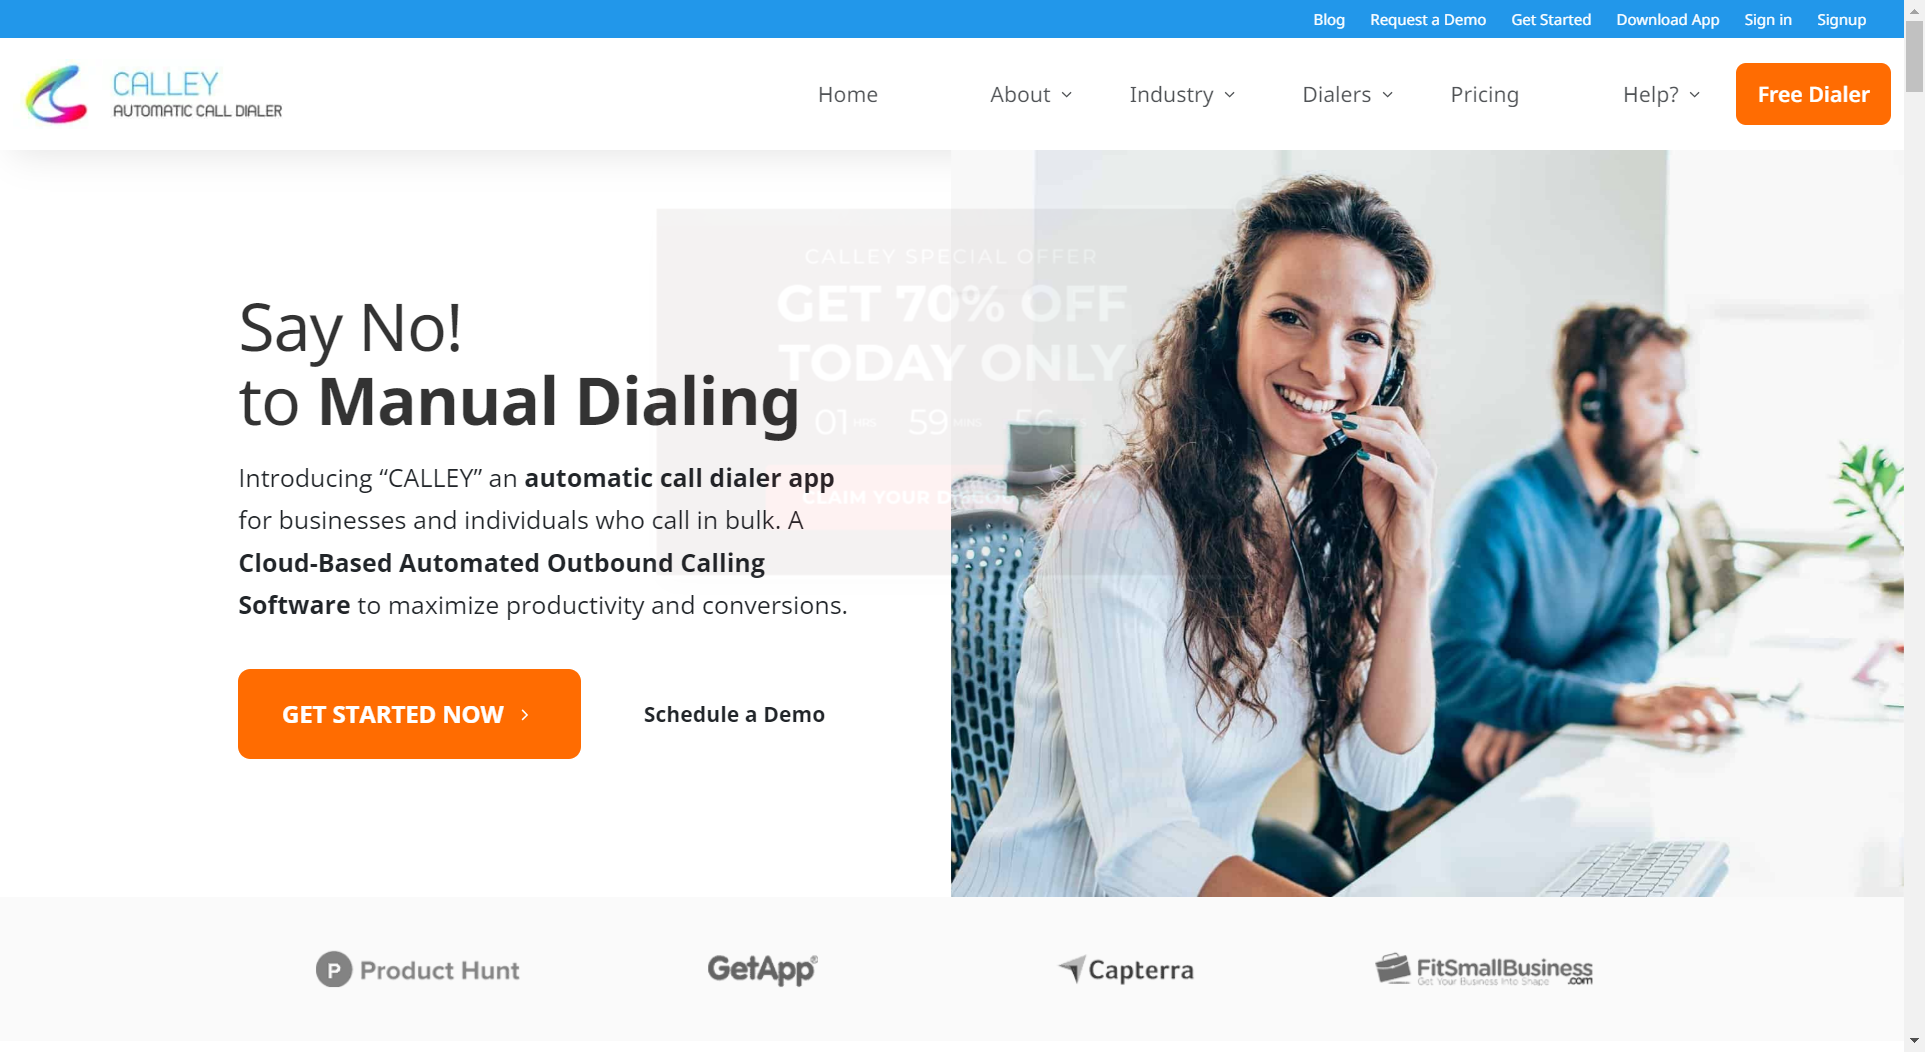 Blog Request a Demo Get Started Download App Sign in Signup
CALLEY
AUTOMATIC CALL DIALER
Home About Industry Dialers Pricing Help? Free Dialer
CALLEY SPECIAL OFFER
GET 70% OFF
TODAY ONLY
01 HRS 59 MINS 56 SECS
CLAIM YOUR DISCOUNT NOW
Say No!
to Manual Dialing
Introducing “CALLEY” an automatic call dialer app
for businesses and individuals who call in bulk. A
Cloud-Based Automated Outbound Calling
Software to maximize productivity and conversions.
GET STARTED NOW
Schedule a Demo
P Product Hunt
GetApp®
Capterra
FitSmallBusiness
Get Your Business Into Shape .com